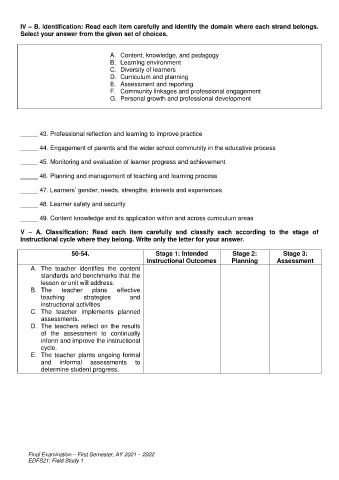 IV – B. Identification: Read each item carefully and identify the domain where each strand belongs.
Select your answer from the given set of choices.
A. Content, knowledge, and pedagogy
B. Learning environment
C. Diversity of learners
D. Curriculum and planning
E. Assessment and reporting
F. Community linkages and professional engagement
G. Personal growth and professional development
_____ 43. Professional reflection and learning to improve practice
_____ 44. Engagement of parents and the wider school community in the educative process
_____ 45. Monitoring and evaluation of learner progress and achievement
_____ 46. Planning and management of teaching and learning process
_____ 47. Learners' gender, needs, strengths, interests and experiences
_____ 48. Learner safety and security
_____ 49. Content knowledge and its application within and across curriculum areas
V – A. Classification: Read each item carefully and classify each according to the stage of
instructional cycle where they belong. Write only the letter for your answer.
50-54.
Stage 1: Intended
Instructional Outcomes
Stage 2:
Planning
Stage 3:
Assessment
A. The teacher identifies the content
standards and benchmarks that the
lesson or unit will address.
B. The teacher plans effective
teaching strategies and
instructional activities
C. The teacher implements planned
assessments.
D. The teachers reflect on the results
of the assessment to continually
inform and improve the instructional
cycle.
E. The teacher plants ongoing formal
and informal assessments to
determine student progress.
Final Examination – First Semester, AY 2021 – 2022
EDFS21: Field Study 1